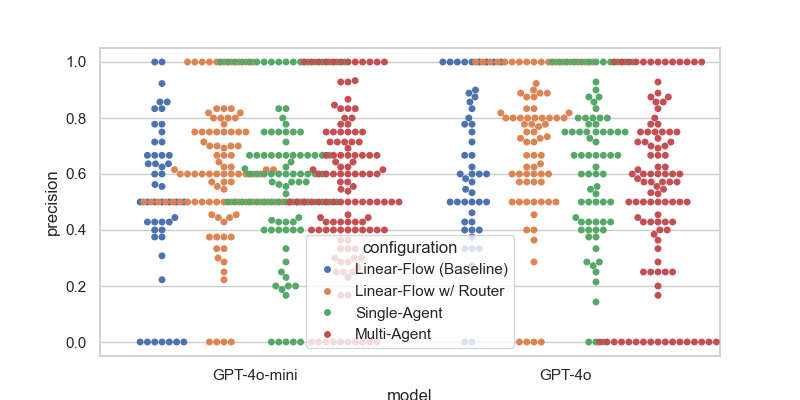 1.0
0.8
0.6
0.4
0.2
0.0
precision
configuration
Linear-Flow (Baseline)
Linear-Flow w/ Router
Single-Agent
Multi-Agent
GPT-4o-mini
GPT-4o
model